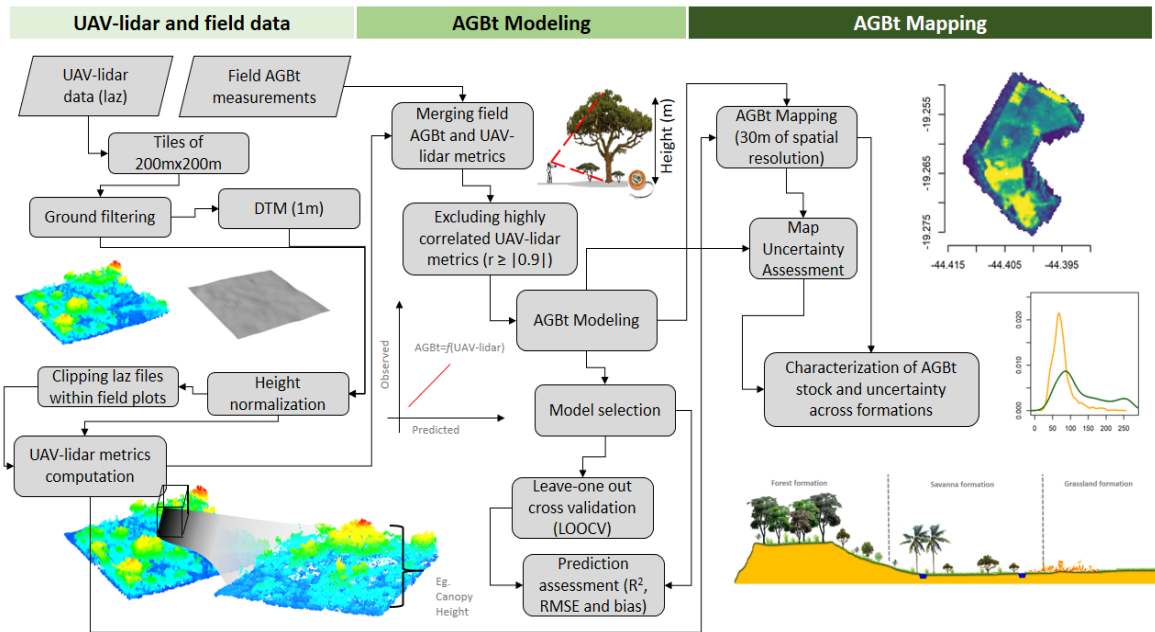 UAV-lidar and field data
AGBt Modeling
AGBt Mapping
UAV-lidar
data (laz)
Field AGBt
measurements
Tiles of
200mx200m
Ground filtering
DTM (1m)
Clipping laz files
within field plots
Height
normalization
UAV-lidar metrics
computation
Eg.
Canopy
Height
Merging field
AGBt and UAV-
lidar metrics
Height (m)
Excluding highly
correlated UAV-lidar
metrics (r ≥ |0.9|)
AGBt Modeling
Observed
AGBt=f(UAV-lidar)
Predicted
Model selection
Leave-one out
cross validation
(LOOCV)
Prediction
assessment (R²,
RMSE and bias)
AGBt Mapping
(30m of spatial
resolution)
Map
Uncertainty
Assessment
Characterization of AGBt
stock and uncertainty
across formations
-19.255
-19.265
-19.275
-44.415
-44.405
-44.395
0.020
0.010
0.000
0
50
100
150
200
250
Forest formation
Savanna formation
Grassland formation